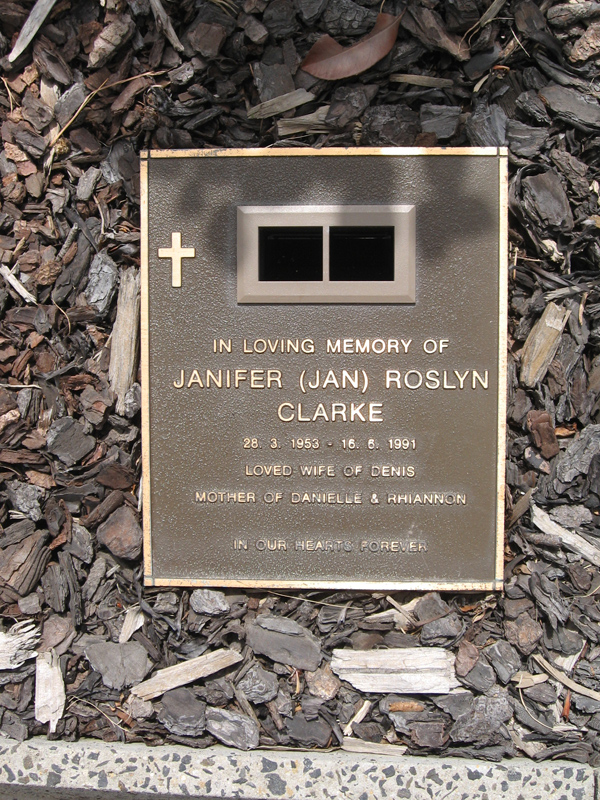 IN LOVING MEMORY OF
JANIFER (JAN) ROSLYN
CLARKE
28. 3. 1953 - 16. 6. 1991
LOVED WIFE OF DENIS
MOTHER OF DANIELLE & RHIANNON
IN OUR HEARTS FOREVER